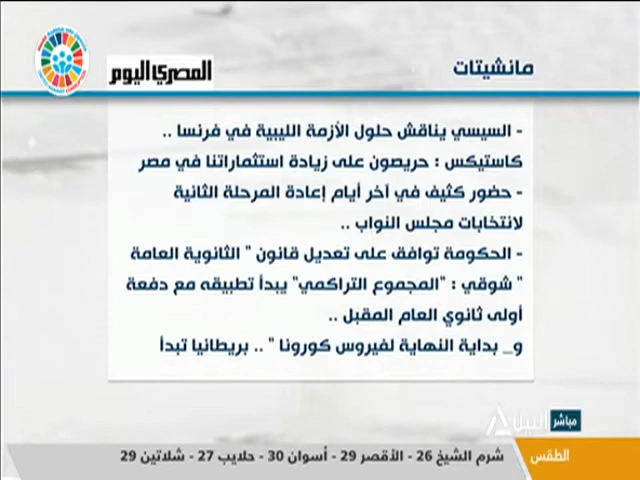 مانشيتات
المصري اليوم
- السيسي يناقش حلول الأزمة الليبية في فرنسا ..
كاستيكس : حريصون على زيادة استثماراتنا في مصر
- حضور كثيف في آخر أيام إعادة المرحلة الثانية
لانتخابات مجلس النواب ..
- الحكومة توافق على تعديل قانون " الثانوية العامة
" شوقي : "المجموع التراكمي" يبدأ تطبيقه مع دفعة
أولى ثانوي العام المقبل ..
و_ بداية النهاية لفيروس كورونا " .. بريطانيا تبدأ
مباشر النيل
الطقس
شرم الشيخ 26 - الأقصر 29 - أسوان 30 - حلايب 27 - شلاتين 29